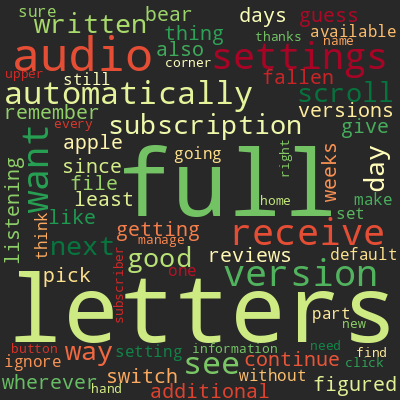 sure written bear days guess
thing thanks available name
audio also settings
upper corner still fallen scroll
automatically versions
remember subscription give
apple since going right weeks day
listening want file least full home
like think getting set make
next manage good receive
every reviews default
pick version part
letters subscriber one new
button way setting information need find
ignore see continue click
wherever switch without figured
hand additional